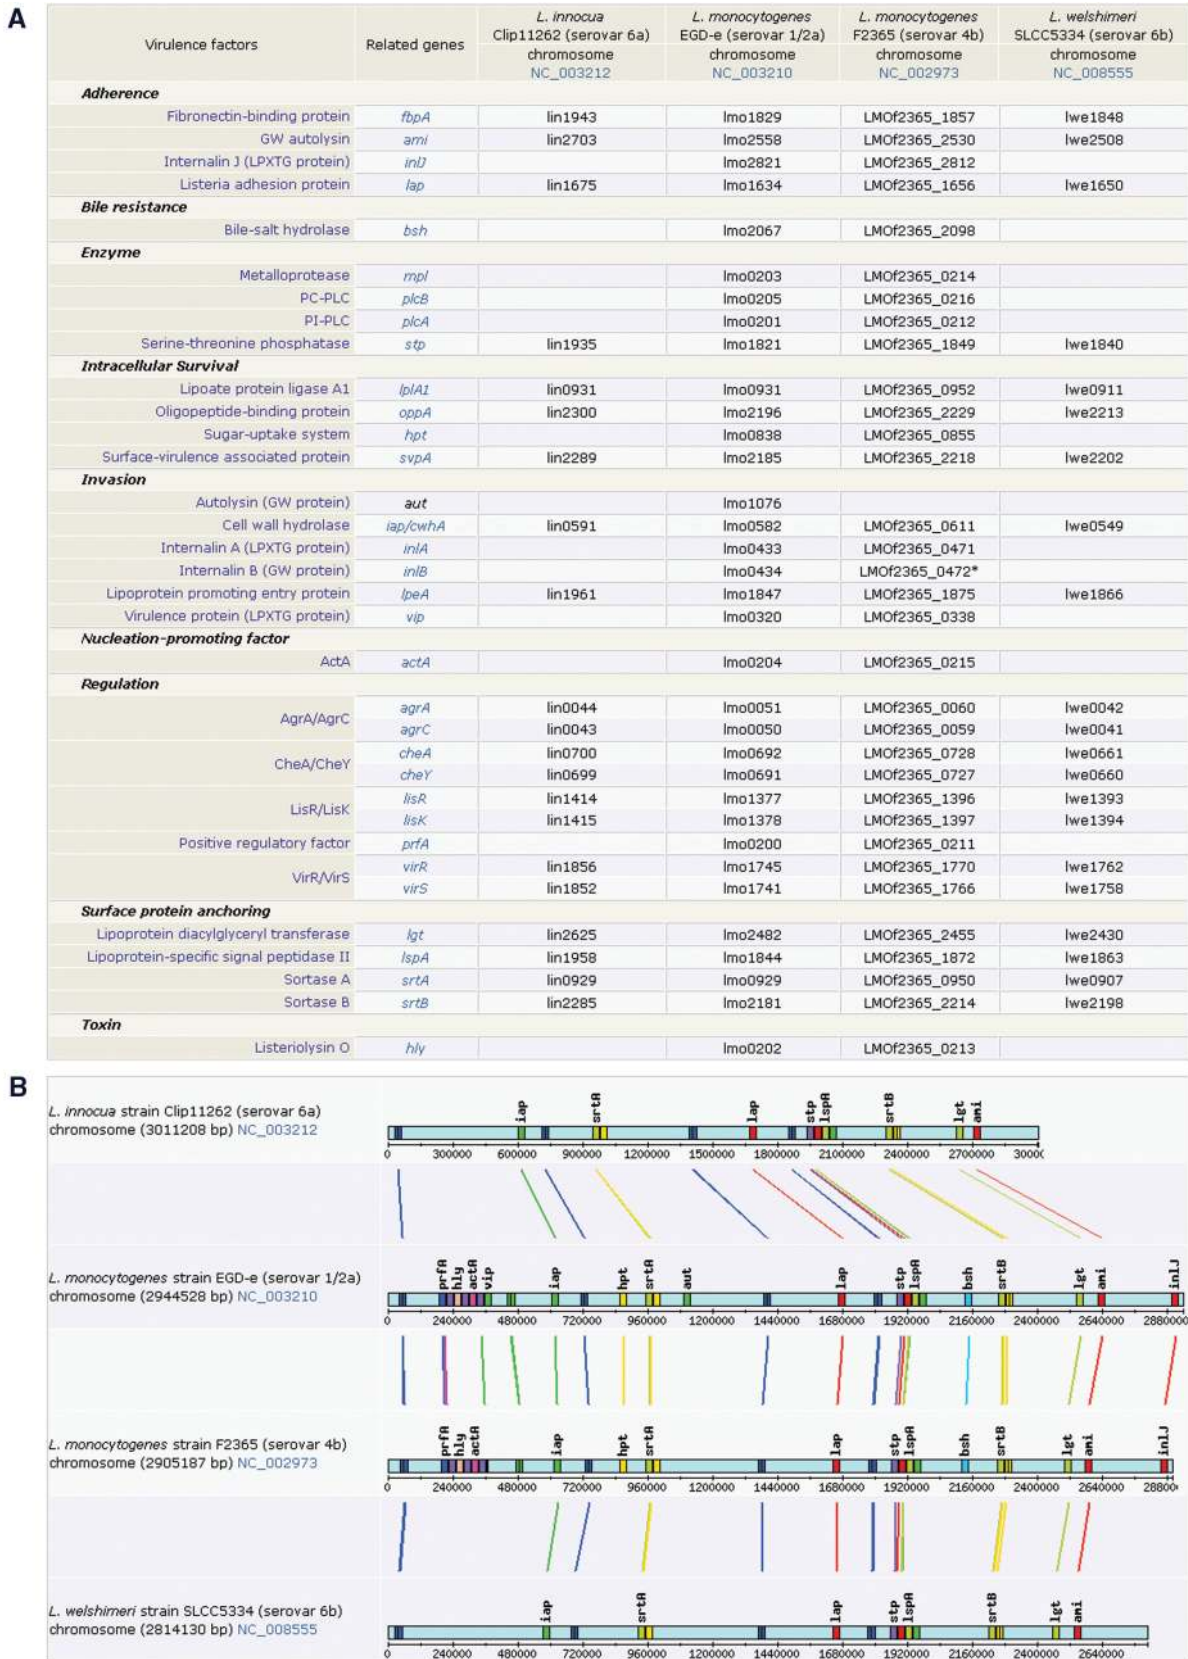 A
Virulence factors Related genes L. innocua Clip11262 (serovar 6a) chromosome NC_003212 L. monocytogenes EGD-e (serovar 1/2a) chromosome NC_003210 L. monocytogenes F2365 (serovar 4b) chromosome NC_002973 L. welshimeri SLCC5334 (serovar 6b) chromosome NC_008555
Adherence
Fibronectin-binding protein fbpA lin1943 lmo1829 LMOf2365_1857 lwe1848
GW autolysin ami lin2703 lmo2558 LMOf2365_2530 lwe2508
Internalin J (LPXTG protein) inlJ lmo2821 LMOf2365_2812
Listeria adhesion protein lap lin1675 lmo1634 LMOf2365_1656 lwe1650
Bile resistance
Bile-salt hydrolase bsh lmo2067 LMOf2365_2098
Enzyme
Metalloprotease mpl lmo0203 LMOf2365_0214
PC-PLC plcB lmo0205 LMOf2365_0216
PI-PLC plcA lmo0201 LMOf2365_0212
Serine-threonine phosphatase stp lin1935 lmo1821 LMOf2365_1849 lwe1840
Intracellular Survival
Lipoate protein ligase A1 lplA1 lin0931 lmo0931 LMOf2365_0952 lwe0911
Oligopeptide-binding protein oppA lin2300 lmo2196 LMOf2365_2229 lwe2213
Sugar-uptake system hpt lmo0838 LMOf2365_0855
Surface-virulence associated protein svpA lin2289 lmo2185 LMOf2365_2218 lwe2202
Invasion
Autolysin (GW protein) aut lmo1076
Cell wall hydrolase iap/cwhA lin0591 lmo0582 LMOf2365_0611 lwe0549
Internalin A (LPXTG protein) inlA lmo0433 LMOf2365_0471
Internalin B (GW protein) inlB lmo0434 LMOf2365_0472*
Lipoprotein promoting entry protein lpeA lin1961 lmo1847 LMOf2365_1875 lwe1866
Virulence protein (LPXTG protein) vip lmo0320 LMOf2365_0338
Nucleation-promoting factor
ActA actA lmo0204 LMOf2365_0215
Regulation
AgrA/AgrC agrA lin0044 lmo0051 LMOf2365_0060 lwe0042
agrC lin0043 lmo0050 LMOf2365_0059 lwe0041
CheA/CheY cheA lin0700 lmo0692 LMOf2365_0728 lwe0661
cheY lin0699 lmo0691 LMOf2365_0727 lwe0660
LisR/LisK lisR lin1414 lmo1377 LMOf2365_1396 lwe1393
lisK lin1415 lmo1378 LMOf2365_1397 lwe1394
Positive regulatory factor prfA lmo0200 LMOf2365_0211
VirR/VirS virR lin1856 lmo1745 LMOf2365_1770 lwe1762
virS lin1852 lmo1741 LMOf2365_1766 lwe1758
Surface protein anchoring
Lipoprotein diacylglyceryl transferase lgt lin2625 lmo2482 LMOf2365_2455 lwe2430
Lipoprotein-specific signal peptidase II lspA lin1958 lmo1844 LMOf2365_1872 lwe1863
Sortase A srtA lin0929 lmo0929 LMOf2365_0950 lwe0907
Sortase B srtB lin2285 lmo2181 LMOf2365_2214 lwe2198
Toxin
Listeriolysin O hly lmo0202 LMOf2365_0213
B
L. innocua strain Clip11262 (serovar 6a)
chromosome (3011208 bp) NC_003212
iap srtA lap stp lspA srtB lgt ami
0 300000 600000 900000 1200000 1500000 1800000 2100000 2400000 2700000 30000
L. monocytogenes strain EGD-e (serovar 1/2a)
chromosome (2944528 bp) NC_003210
prfA hly actA vip iap hpt srtA aut lap stp lspA bsh srtB lgt ami inlJ
0 240000 480000 720000 960000 1200000 1440000 1680000 1920000 2160000 2400000 2640000 2880000
L. monocytogenes strain F2365 (serovar 4b)
chromosome (2905187 bp) NC_002973
prfA hly actA iap hpt srtA lap stp lspA bsh srtB lgt ami inlJ
0 240000 480000 720000 960000 1200000 1440000 1680000 1920000 2160000 2400000 2640000 28800
L. welshimeri strain SLCC5334 (serovar 6b)
chromosome (2814130 bp) NC_008555
iap srtA lap stp lspA srtB lgt ami
0 240000 480000 720000 960000 1200000 1440000 1680000 1920000 2160000 2400000 2640000